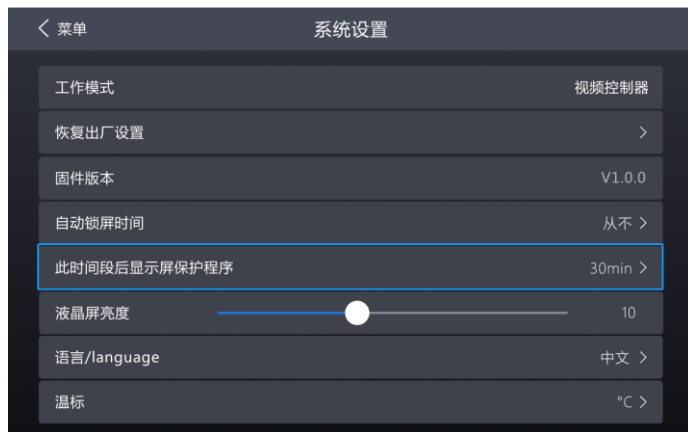 菜单
系统设置
工作模式 视频控制器
恢复出厂设置
固件版本 V1.0.0
自动锁屏时间 从不
此时间段后显示屏保护程序 30min
液晶屏亮度 10
语言/language 中文
温标 °C